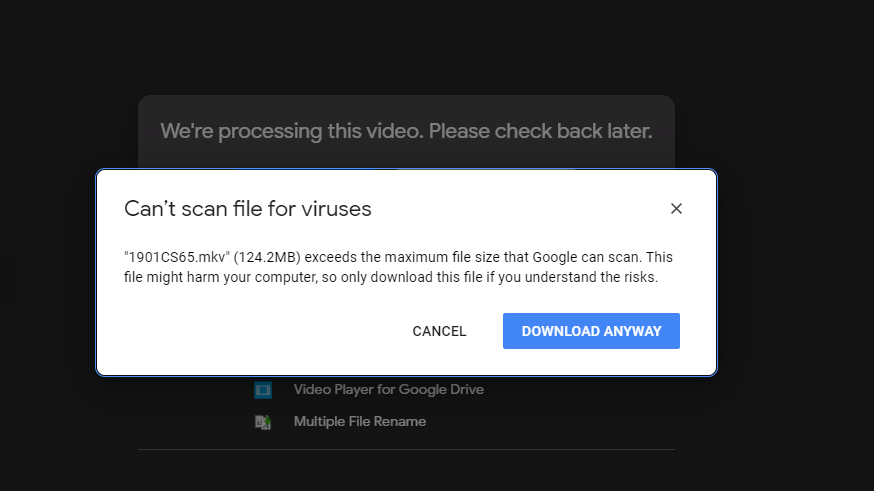 We're processing this video. Please check back later.
Can’t scan file for viruses
"1901CS65.mkv" (124.2MB) exceeds the maximum file size that Google can scan. This
file might harm your computer, so only download this file if you understand the risks.
CANCEL
DOWNLOAD ANYWAY
Video Player for Google Drive
Multiple File Rename